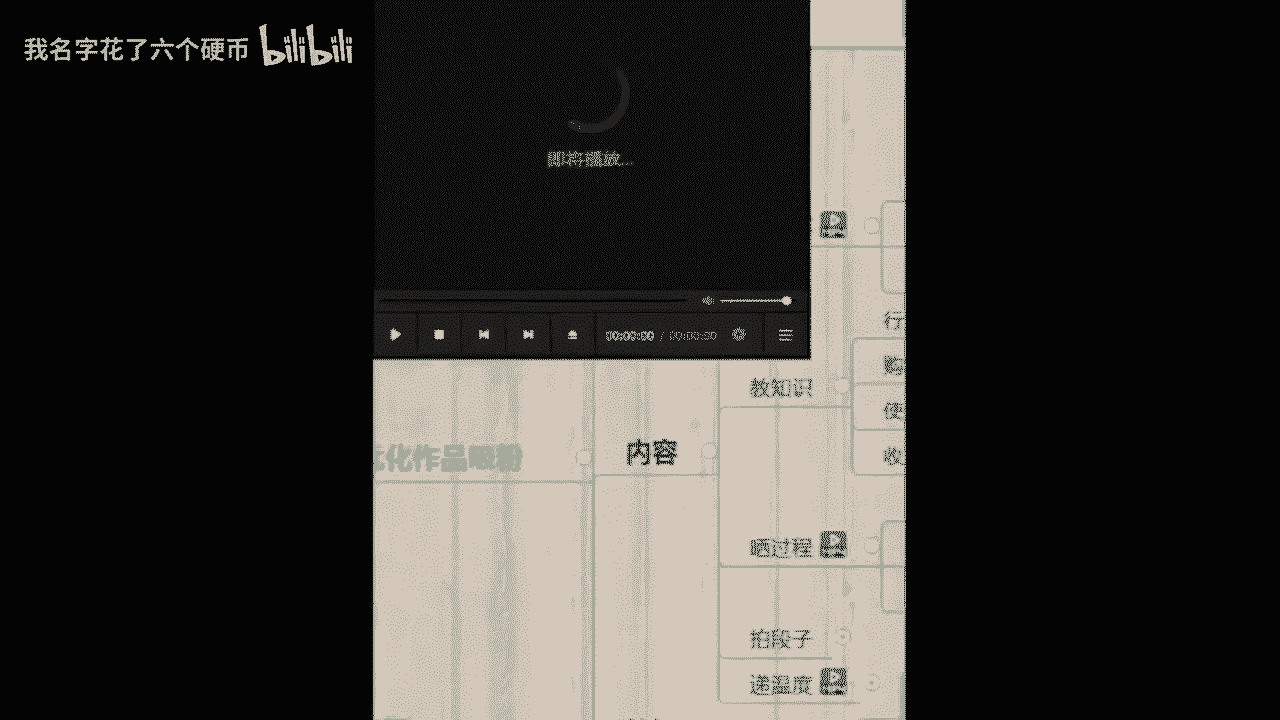 我名字花了六个硬币 bilibili
即将播放...
00:00:00 / 00:00:00
行
教知识
购
使
化作品吸粉
内容
收
晒过程
拍段子
递温度